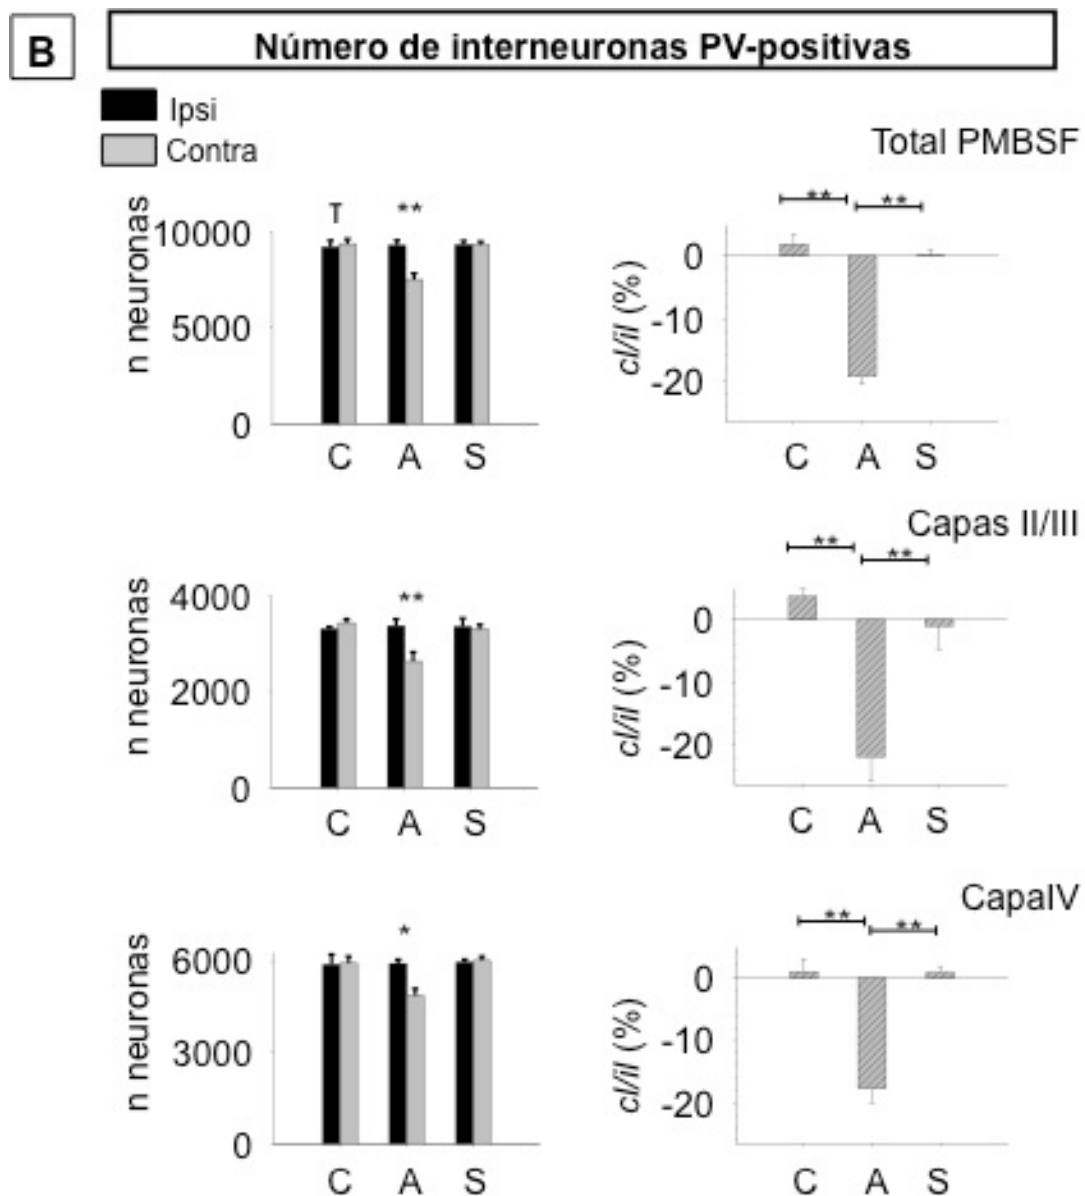 B
Número de interneuronas PV-positivas
Ipsi
Contra
Total PMBSF
n neuronas
10000
5000
0
T
**
C A S
cl/il (%)
0
-10
-20
** **
C A S
Capas II/III
n neuronas
4000
2000
0
**
C A S
cl/il (%)
0
-10
-20
** **
C A S
CapaIV
n neuronas
6000
3000
0
*
C A S
cl/il (%)
0
-10
-20
** **
C A S